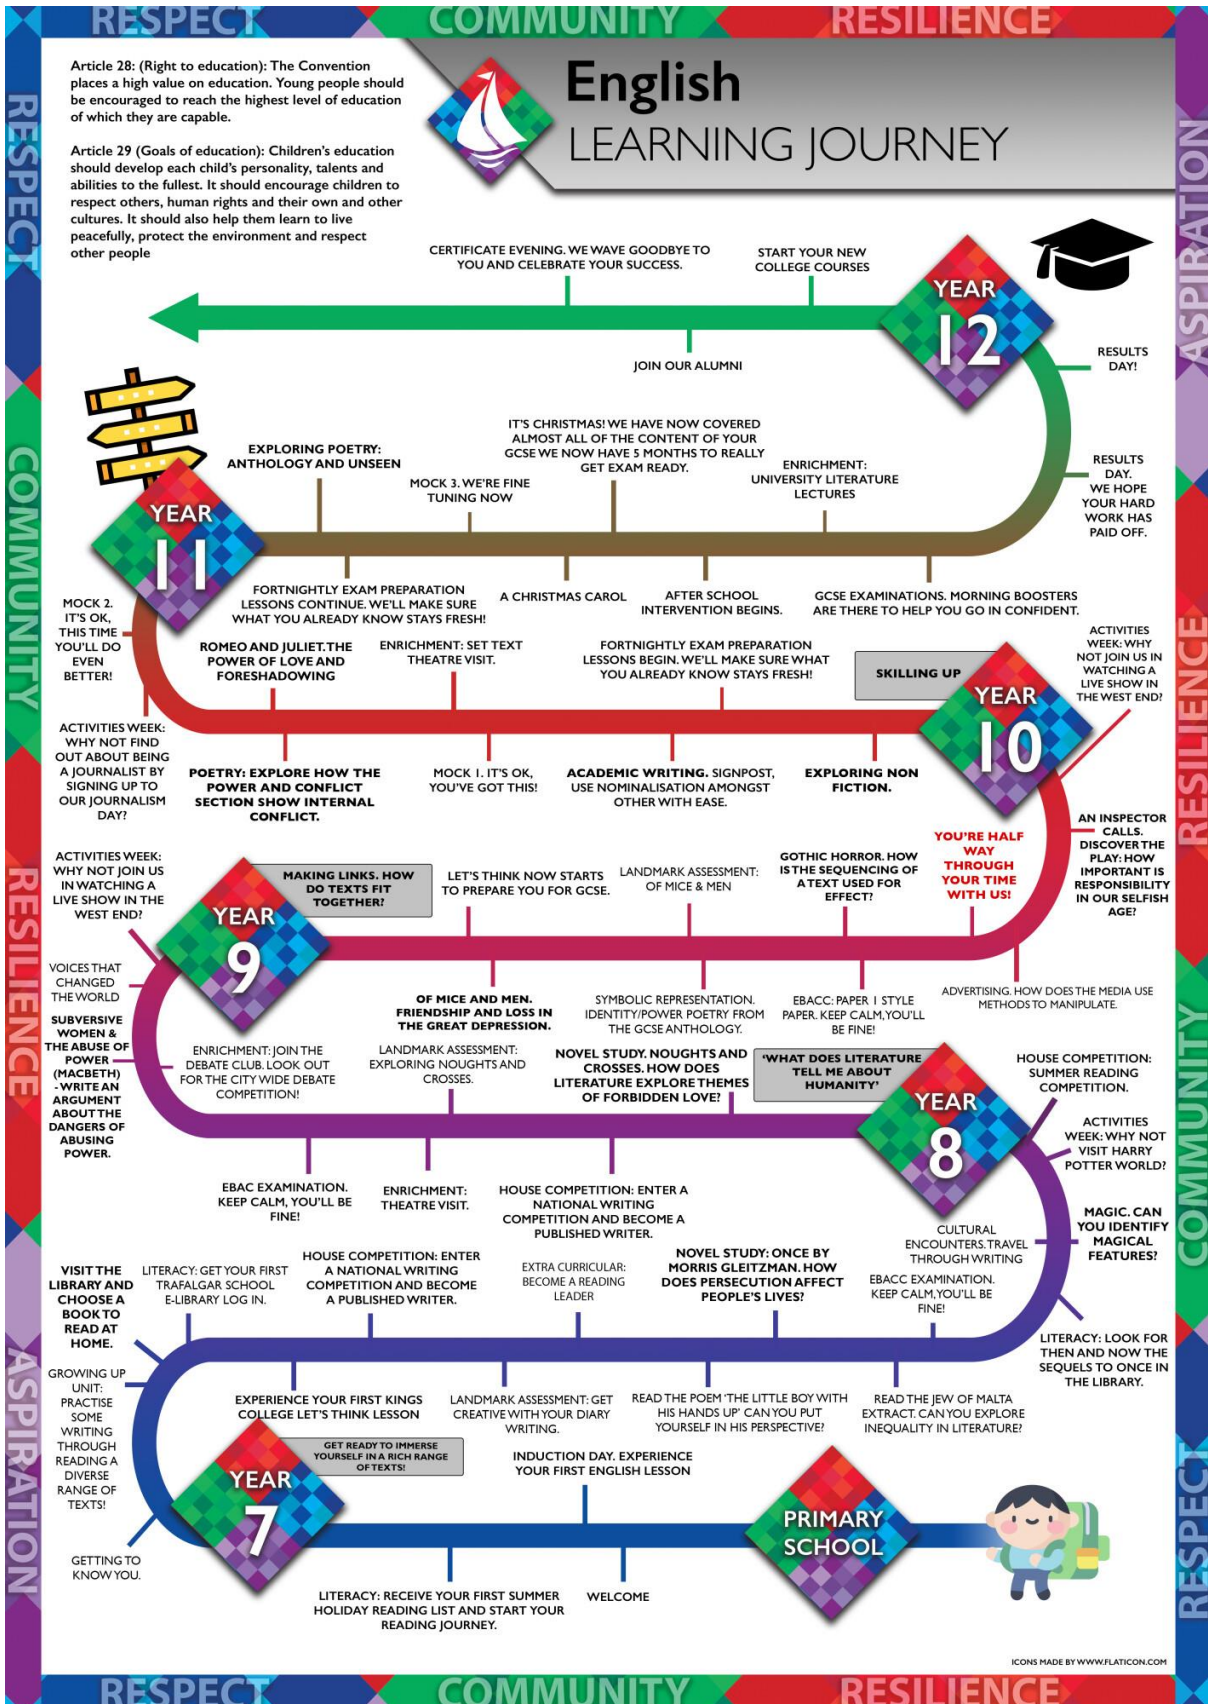 RESPECT
COMMUNITY
RESILIENCE
RESPECT
COMMUNITY
RESILIENCE
ASPIRATION
ASPIRATION
RESILIENCE
COMMUNITY
RESPECT
Article 28: (Right to education): The Convention
places a high value on education. Young people should
be encouraged to reach the highest level of education
of which they are capable.
Article 29 (Goals of education): Children's education
should develop each child's personality, talents and
abilities to the fullest. It should encourage children to
respect others, human rights and their own and other
cultures. It should also help them learn to live
peacefully, protect the environment and respect
other people
English
LEARNING JOURNEY
CERTIFICATE EVENING. WE WAVE GOODBYE TO
YOU AND CELEBRATE YOUR SUCCESS.
START YOUR NEW
COLLEGE COURSES
YEAR
12
JOIN OUR ALUMNI
RESULTS
DAY!
RESULTS
DAY.
WE HOPE
YOUR HARD
WORK HAS
PAID OFF.
EXPLORING POETRY:
ANTHOLOGY AND UNSEEN
MOCK 3. WE'RE FINE
TUNING NOW
IT'S CHRISTMAS! WE HAVE NOW COVERED
ALMOST ALL OF THE CONTENT OF YOUR
GCSE WE NOW HAVE 5 MONTHS TO REALLY
GET EXAM READY.
ENRICHMENT:
UNIVERSITY LITERATURE
LECTURES
YEAR
11
FORTNIGHTLY EXAM PREPARATION
LESSONS CONTINUE. WE'LL MAKE SURE
WHAT YOU ALREADY KNOW STAYS FRESH!
A CHRISTMAS CAROL
AFTER SCHOOL
INTERVENTION BEGINS.
GCSE EXAMINATIONS. MORNING BOOSTERS
ARE THERE TO HELP YOU GO IN CONFIDENT.
MOCK 2.
IT'S OK,
THIS TIME
YOU'LL DO
EVEN
BETTER!
ROMEO AND JULIET. THE
POWER OF LOVE AND
FORESHADOWING
ENRICHMENT: SET TEXT
THEATRE VISIT.
FORTNIGHTLY EXAM PREPARATION
LESSONS BEGIN. WE'LL MAKE SURE WHAT
YOU ALREADY KNOW STAYS FRESH!
SKILLING UP
YEAR
10
ACTIVITIES
WEEK: WHY
NOT JOIN US IN
WATCHING A
LIVE SHOW IN
THE WEST END?
ACTIVITIES WEEK:
WHY NOT FIND
OUT ABOUT BEING
A JOURNALIST BY
SIGNING UP TO
OUR JOURNALISM
DAY?
POETRY: EXPLORE HOW THE
POWER AND CONFLICT
SECTION SHOW INTERNAL
CONFLICT.
MOCK 1. IT'S OK,
YOU'VE GOT THIS!
ACADEMIC WRITING. SIGNPOST,
USE NOMINALISATION AMONGST
OTHER WITH EASE.
EXPLORING NON
FICTION.
AN INSPECTOR
CALLS.
DISCOVER THE
PLAY: HOW
IMPORTANT IS
RESPONSIBILITY
IN OUR SELFISH
AGE?
ACTIVITIES WEEK:
WHY NOT JOIN US
IN WATCHING A
LIVE SHOW IN THE
WEST END?
YEAR
9
MAKING LINKS. HOW
DO TEXTS FIT
TOGETHER?
LET'S THINK NOW STARTS
TO PREPARE YOU FOR GCSE.
LANDMARK ASSESSMENT:
OF MICE & MEN
GOTHIC HORROR. HOW
IS THE SEQUENCING OF
A TEXT USED FOR
EFFECT?
YOU'RE HALF
WAY
THROUGH
YOUR TIME
WITH US!
VOICES THAT
CHANGED
THE WORLD
OF MICE AND MEN.
FRIENDSHIP AND LOSS IN
THE GREAT DEPRESSION.
SYMBOLIC REPRESENTATION.
IDENTITY/POWER POETRY FROM
THE GCSE ANTHOLOGY.
EBACC: PAPER 1 STYLE
PAPER. KEEP CALM, YOU'LL
BE FINE!
ADVERTISING. HOW DOES THE MEDIA USE
METHODS TO MANIPULATE.
SUBVERSIVE
WOMEN &
THE ABUSE OF
POWER
(MACBETH)
- WRITE AN
ARGUMENT
ABOUT THE
DANGERS OF
ABUSING
POWER.
ENRICHMENT: JOIN THE
DEBATE CLUB. LOOK OUT
FOR THE CITY WIDE DEBATE
COMPETITION!
LANDMARK ASSESSMENT:
EXPLORING NOUGHTS AND
CROSSES.
NOVEL STUDY. NOUGHTS AND
CROSSES. HOW DOES
LITERATURE EXPLORE THEMES
OF FORBIDDEN LOVE?
'WHAT DOES LITERATURE
TELL ME ABOUT
HUMANITY'
YEAR
8
HOUSE COMPETITION:
SUMMER READING
COMPETITION.
ACTIVITIES
WEEK: WHY NOT
VISIT HARRY
POTTER WORLD?
EBAC EXAMINATION.
KEEP CALM, YOU'LL BE
FINE!
ENRICHMENT:
THEATRE VISIT.
HOUSE COMPETITION: ENTER A
NATIONAL WRITING
COMPETITION AND BECOME A
PUBLISHED WRITER.
CULTURAL
ENCOUNTERS. TRAVEL
THROUGH WRITING
MAGIC. CAN
YOU IDENTIFY
MAGICAL
FEATURES?
VISIT THE
LIBRARY AND
CHOOSE A
BOOK TO
READ AT
HOME.
LITERACY: GET YOUR FIRST
TRAFALGAR SCHOOL
E-LIBRARY LOG IN.
HOUSE COMPETITION: ENTER
A NATIONAL WRITING
COMPETITION AND BECOME
A PUBLISHED WRITER.
EXTRA CURRICULAR:
BECOME A READING
LEADER
NOVEL STUDY: ONCE BY
MORRIS GLEITZMAN. HOW
DOES PERSECUTION AFFECT
PEOPLE'S LIVES?
EBACC EXAMINATION.
KEEP CALM, YOU'LL BE
FINE!
LITERACY: LOOK FOR
THEN AND NOW THE
SEQUELS TO ONCE IN
THE LIBRARY.
GROWING UP
UNIT:
PRACTISE
SOME
WRITING
THROUGH
READING A
DIVERSE
RANGE OF
TEXTS!
EXPERIENCE YOUR FIRST KINGS
COLLEGE LET'S THINK LESSON
LANDMARK ASSESSMENT: GET
CREATIVE WITH YOUR DIARY
WRITING.
READ THE POEM 'THE LITTLE BOY WITH
HIS HANDS UP' CAN YOU PUT
YOURSELF IN HIS PERSPECTIVE?
READ THE JEW OF MALTA
EXTRACT. CAN YOU EXPLORE
INEQUALITY IN LITERATURE?
YEAR
7
GET READY TO IMMERSE
YOURSELF IN A RICH RANGE
OF TEXTS!
INDUCTION DAY. EXPERIENCE
YOUR FIRST ENGLISH LESSON
PRIMARY
SCHOOL
GETTING TO
KNOW YOU.
LITERACY: RECEIVE YOUR FIRST SUMMER
HOLIDAY READING LIST AND START YOUR
READING JOURNEY.
WELCOME
ICONS MADE BY WWW.FLATICON.COM
RESPECT
COMMUNITY
RESILIENCE